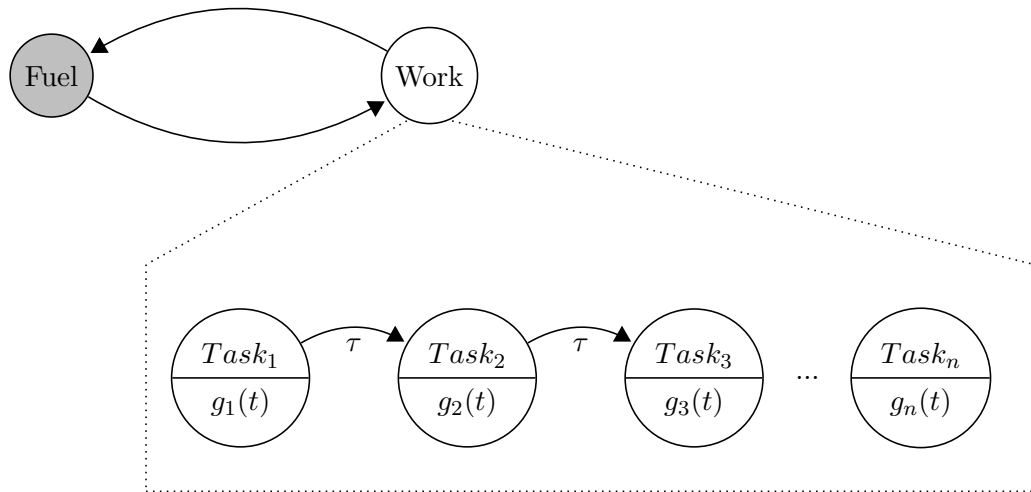 Fuel
Work
τ
τ
Task₁
Task₂
Task₃
...
Taskₙ
g₁(t)
g₂(t)
g₃(t)
gₙ(t)